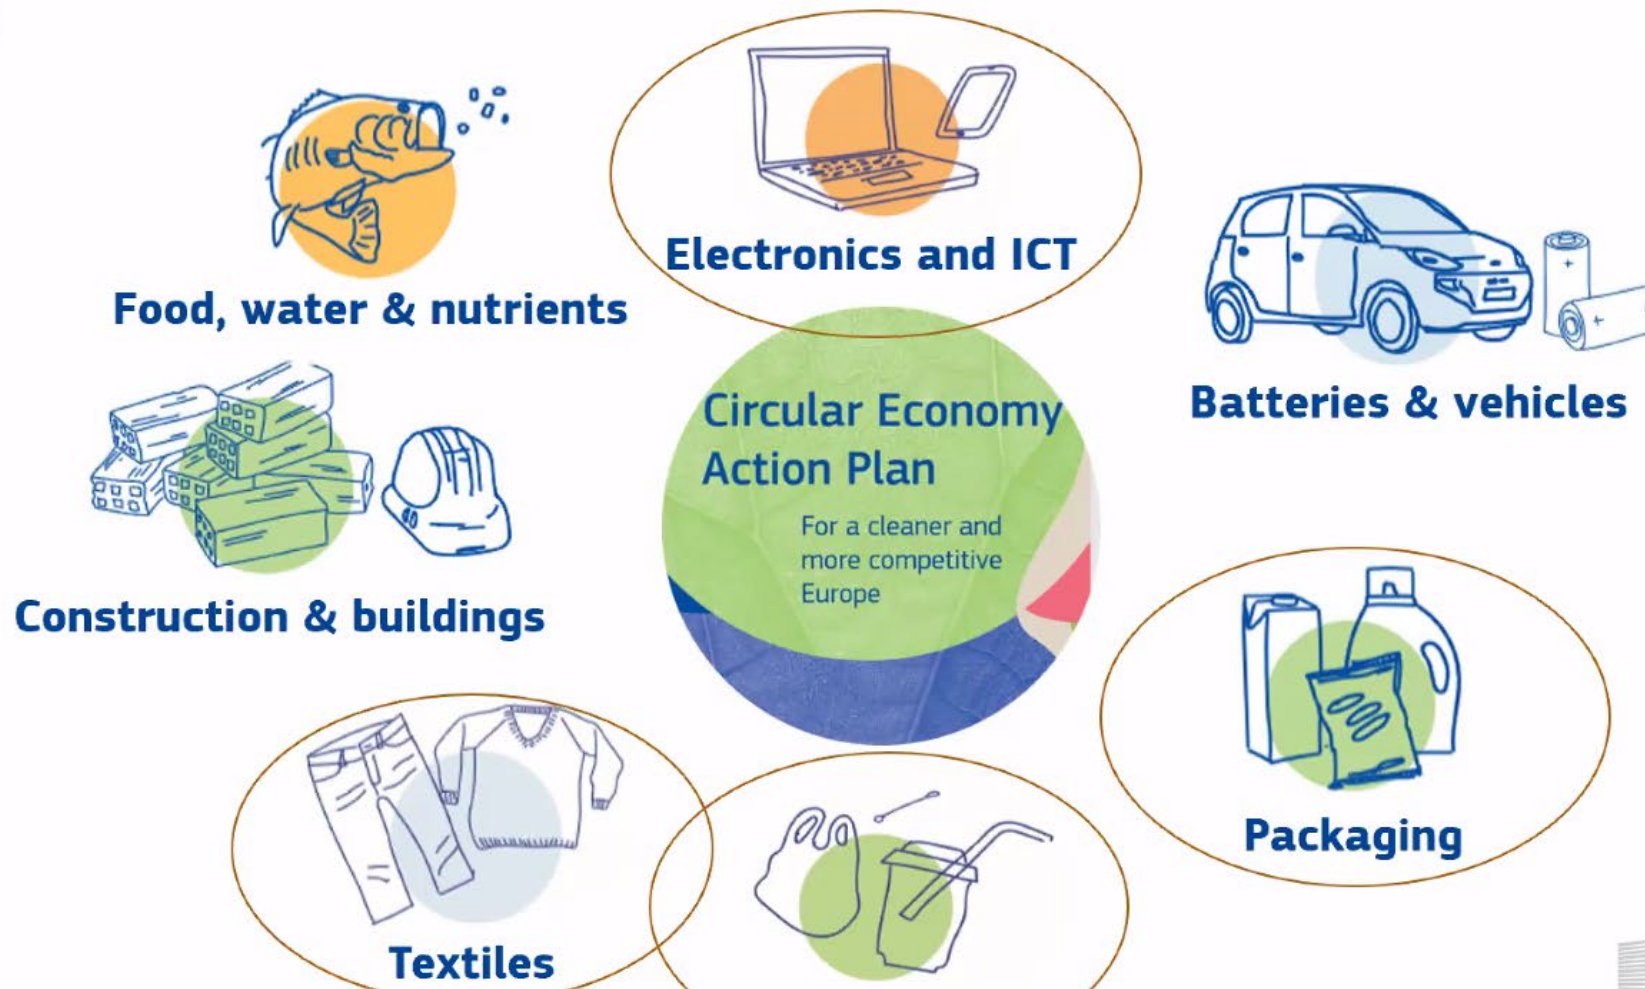 Electronics and ICT
Food, water & nutrients
Batteries & vehicles
Circular Economy
Action Plan
For a cleaner and
more competitive
Europe
Construction & buildings
Packaging
Textiles